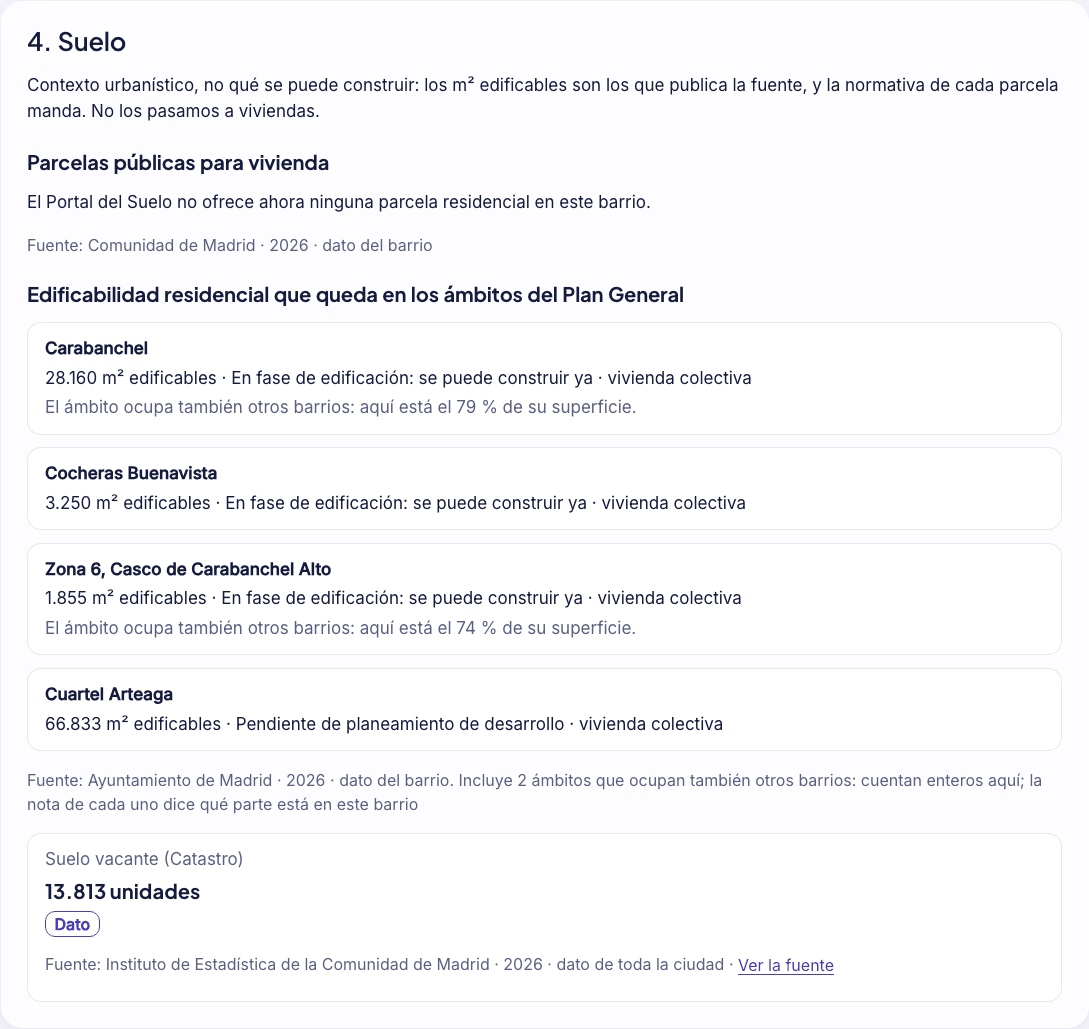 4. Suelo
Contexto urbanístico, no qué se puede construir: los m² edificables son los que publica la fuente, y la normativa de cada parcela
manda. No los pasamos a viviendas.
Parcelas públicas para vivienda
El Portal del Suelo no ofrece ahora ninguna parcela residencial en este barrio.
Fuente: Comunidad de Madrid · 2026 · dato del barrio
Edificabilidad residencial que queda en los ámbitos del Plan General
Carabanchel
28.160 m² edificables · En fase de edificación: se puede construir ya · vivienda colectiva
El ámbito ocupa también otros barrios: aquí está el 79 % de su superficie.
Cocheras Buenavista
3.250 m² edificables · En fase de edificación: se puede construir ya · vivienda colectiva
Zona 6, Casco de Carabanchel Alto
1.855 m² edificables · En fase de edificación: se puede construir ya · vivienda colectiva
El ámbito ocupa también otros barrios: aquí está el 74 % de su superficie.
Cuartel Arteaga
66.833 m² edificables · Pendiente de planeamiento de desarrollo · vivienda colectiva
Fuente: Ayuntamiento de Madrid · 2026 · dato del barrio. Incluye 2 ámbitos que ocupan también otros barrios: cuentan enteros aquí; la
nota de cada uno dice qué parte está en este barrio
Suelo vacante (Catastro)
13.813 unidades
Dato
Fuente: Instituto de Estadística de la Comunidad de Madrid · 2026 · dato de toda la ciudad · Ver la fuente